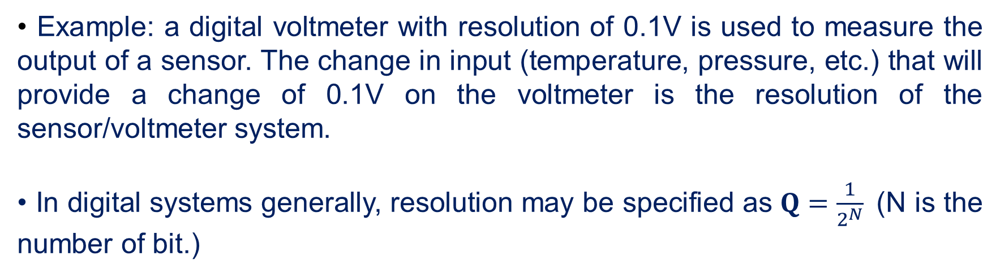 • Example: a digital voltmeter with resolution of 0.1V is used to measure the
output of a sensor. The change in input (temperature, pressure, etc.) that will
provide a change of 0.1V on the voltmeter is the resolution of the
sensor/voltmeter system.
• In digital systems generally, resolution may be specified as Q = 1/2^N (N is the
number of bit.)